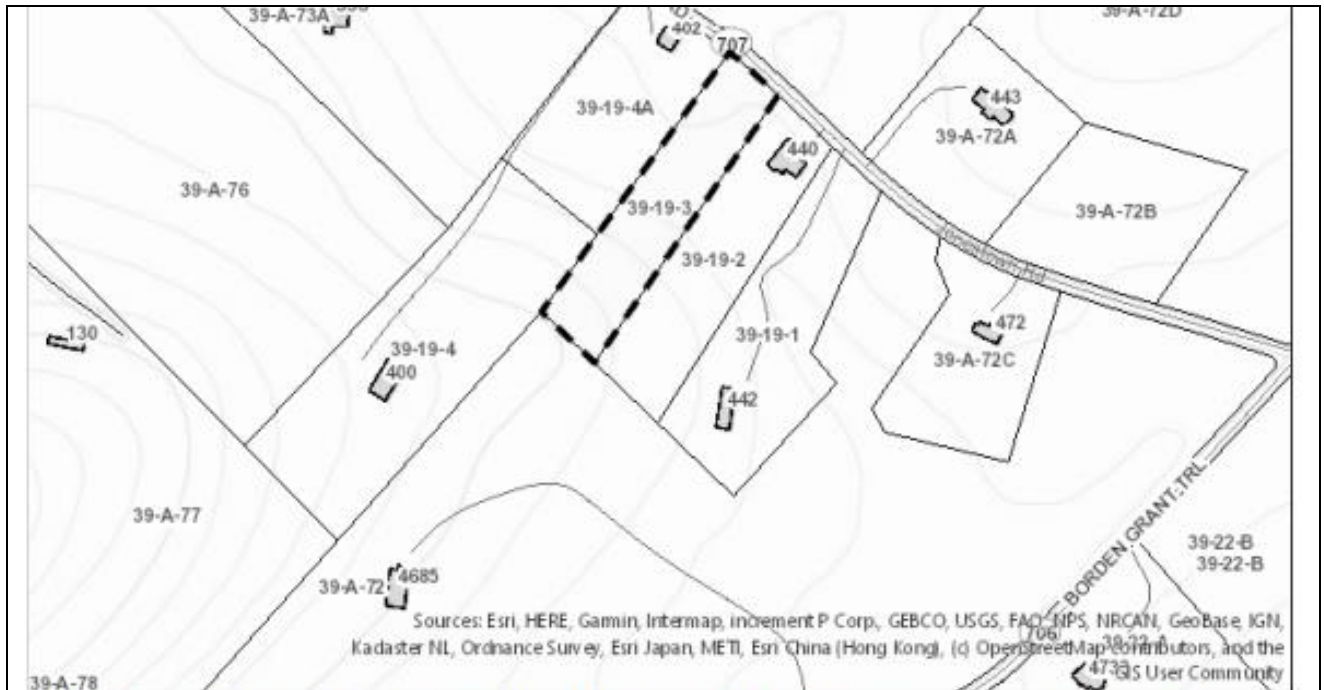 39-A-73A
402
707
39-A-72D
39-19-4A
443
39-A-72A
440
39-A-76
39-19-3
39-A-72B
39-19-2
130
39-19-4
400
39-19-1
472
39-A-72C
442
39-A-77
BORDEN GRANT TRL
39-22-B
39-22-B
39-A-72
4685
Sources: Esri, HERE, Garmin, Intermap, increment P Corp., GEBCO, USGS, FAO, NPS, NRCAN, GeoBase, IGN,
706
39-22-A
Kadaster NL, Ordnance Survey, Esri Japan, METI, Esri China (Hong Kong), (c) OpenStreetMap contributors, and the
GIS User Community
39-A-78